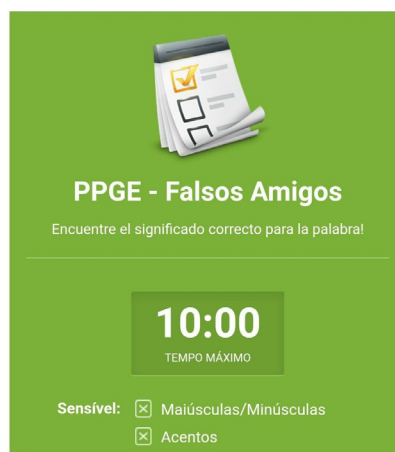 PPGE - Falsos Amigos
Encuentre el significado correcto para la palabra!
10:00
TEMPO MÁXIMO
Sensível:
Maiúsculas/Minúsculas
Acentos